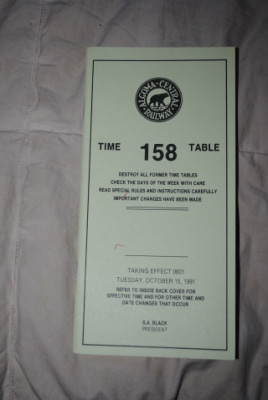 ALGOMA CENTRAL
RAILWAY
TIME 158 TABLE
DESTROY ALL FORMER TIME TABLES
CHECK THE DAYS OF THE WEEK WITH CARE
READ SPECIAL RULES AND INSTRUCTIONS CAREFULLY
IMPORTANT CHANGES HAVE BEEN MADE
TAKING EFFECT 0601
TUESDAY, OCTOBER 15, 1991
REFER TO INSIDE BACK COVER FOR
EFFECTIVE TIME AND FOR OTHER TIME AND
DATE CHANGES THAT OCCUR
S.A. BLACK
PRESIDENT